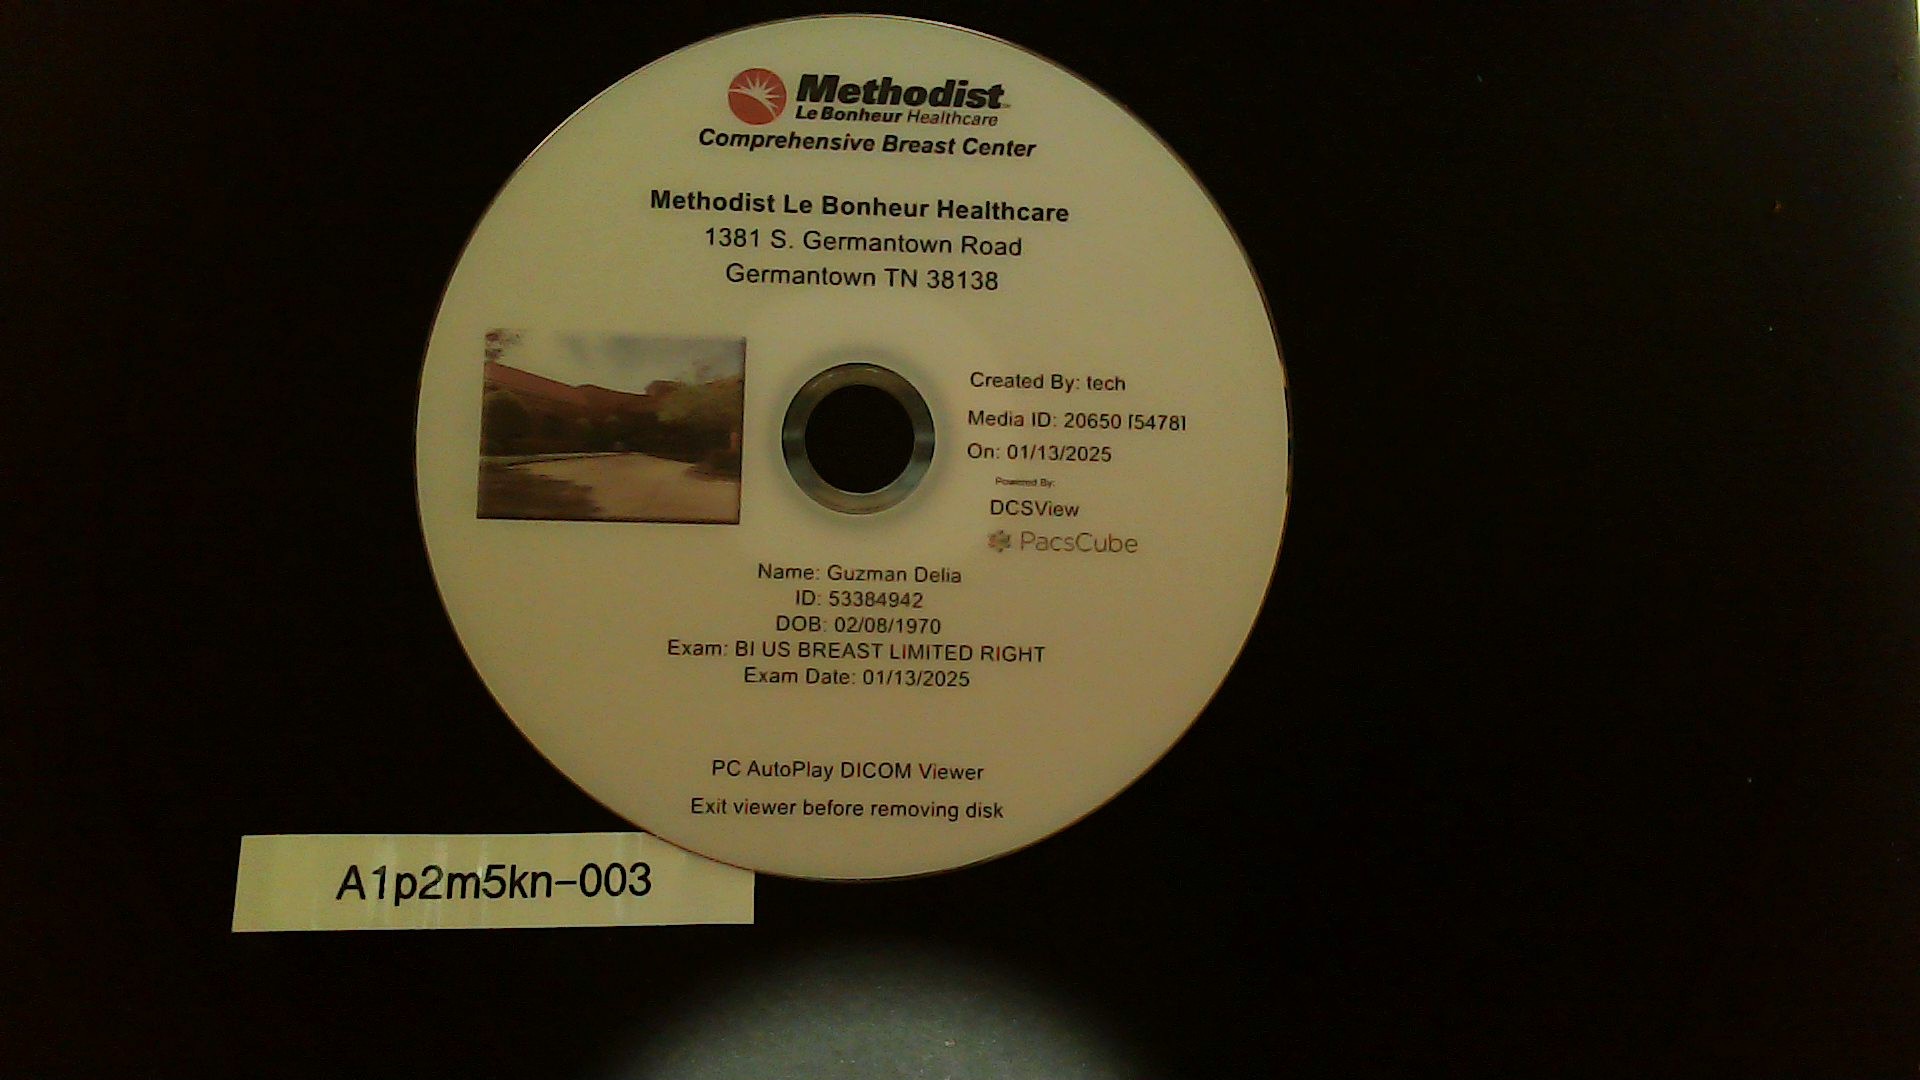 Methodist
Le Bonheur Healthcare
Comprehensive Breast Center
Methodist Le Bonheur Healthcare
1381 S. Germantown Road
Germantown TN 38138
Created By: tech
Media ID: 20650 [5478]
On: 01/13/2025
Powered By:
DCSView
PacsCube
Name: Guzman Delia
ID: 53384942
DOB: 02/08/1970
Exam: BI US BREAST LIMITED RIGHT
Exam Date: 01/13/2025
PC AutoPlay DICOM Viewer
Exit viewer before removing disk
A1p2m5kn-003